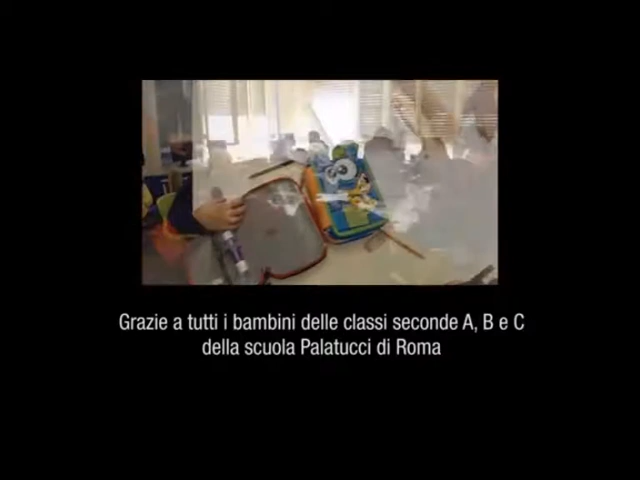 Grazie a tutti i bambini delle classi seconde A, B e C
della scuola Palatucci di Roma